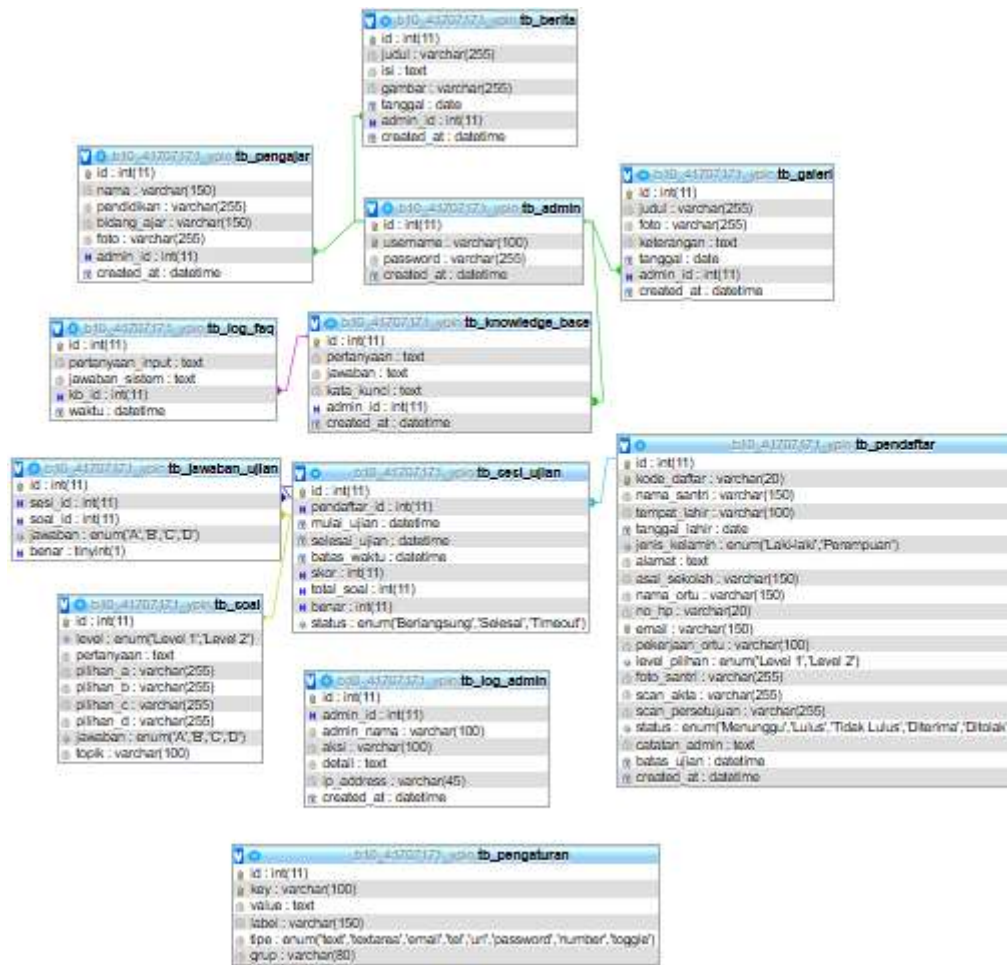 b10_41707171_ypin tb_berita
id : int(11)
judul : varchar(255)
isi : text
gambar : varchar(255)
tanggal : date
admin_id : int(11)
created_at : datetime
tb_pengajar
id : int(11)
nama : varchar(150)
pendidikan : varchar(255)
bidang_ajar : varchar(150)
foto : varchar(255)
admin_id : int(11)
created_at : datetime
tb_admin
id : int(11)
username : varchar(100)
password : varchar(255)
created_at : datetime
tb_galeri
id : int(11)
judul : varchar(255)
foto : varchar(255)
keterangan : text
tanggal : date
admin_id : int(11)
created_at : datetime
tb_log_faq
id : int(11)
pertanyaan_input : text
jawaban_sistem : text
kb_id : int(11)
waktu : datetime
tb_knowledge_base
id : int(11)
pertanyaan : text
jawaban : text
kata_kunci : text
admin_id : int(11)
created_at : datetime
tb_jawaban_ujian
id : int(11)
sesi_id : int(11)
soal_id : int(11)
jawaban : enum('A','B','C','D')
benar : tinyint(1)
tb_sesi_ujian
id : int(11)
pendaftar_id : int(11)
mulai_ujian : datetime
selesai_ujian : datetime
batas_waktu : datetime
skor : int(11)
total_soal : int(11)
benar : int(11)
status : enum('Berlangsung','Selesai','Timeout')
tb_pendaftar
id : int(11)
kode_daftar : varchar(20)
nama_santri : varchar(150)
tempat_lahir : varchar(100)
tanggal_lahir : date
jenis_kelamin : enum('Laki-laki','Perempuan')
alamat : text
asal_sekolah : varchar(150)
nama_ortu : varchar(150)
no_hp : varchar(20)
email : varchar(150)
pekerjaan_ortu : varchar(100)
level_pilihan : enum('Level 1','Level 2')
foto_santri : varchar(255)
scan_akta : varchar(255)
scan_persetujuan : varchar(255)
status : enum('Menunggu','Lulus','Tidak Lulus','Diterima','Ditolak
catatan_admin : text
batas_ujian : datetime
created_at : datetime
tb_soal
id : int(11)
level : enum('Level 1','Level 2')
pertanyaan : text
pilihan_a : varchar(255)
pilihan_b : varchar(255)
pilihan_c : varchar(255)
pilihan_d : varchar(255)
jawaban : enum('A','B','C','D')
topik : varchar(100)
tb_log_admin
id : int(11)
admin_id : int(11)
admin_nama : varchar(100)
aksi : varchar(100)
detail : text
ip_address : varchar(45)
created_at : datetime
tb_pengaturan
id : int(11)
key : varchar(100)
value : text
label : varchar(150)
tipe : enum('text','textarea','email','tel','url','password','number','toggle')
grup : varchar(80)